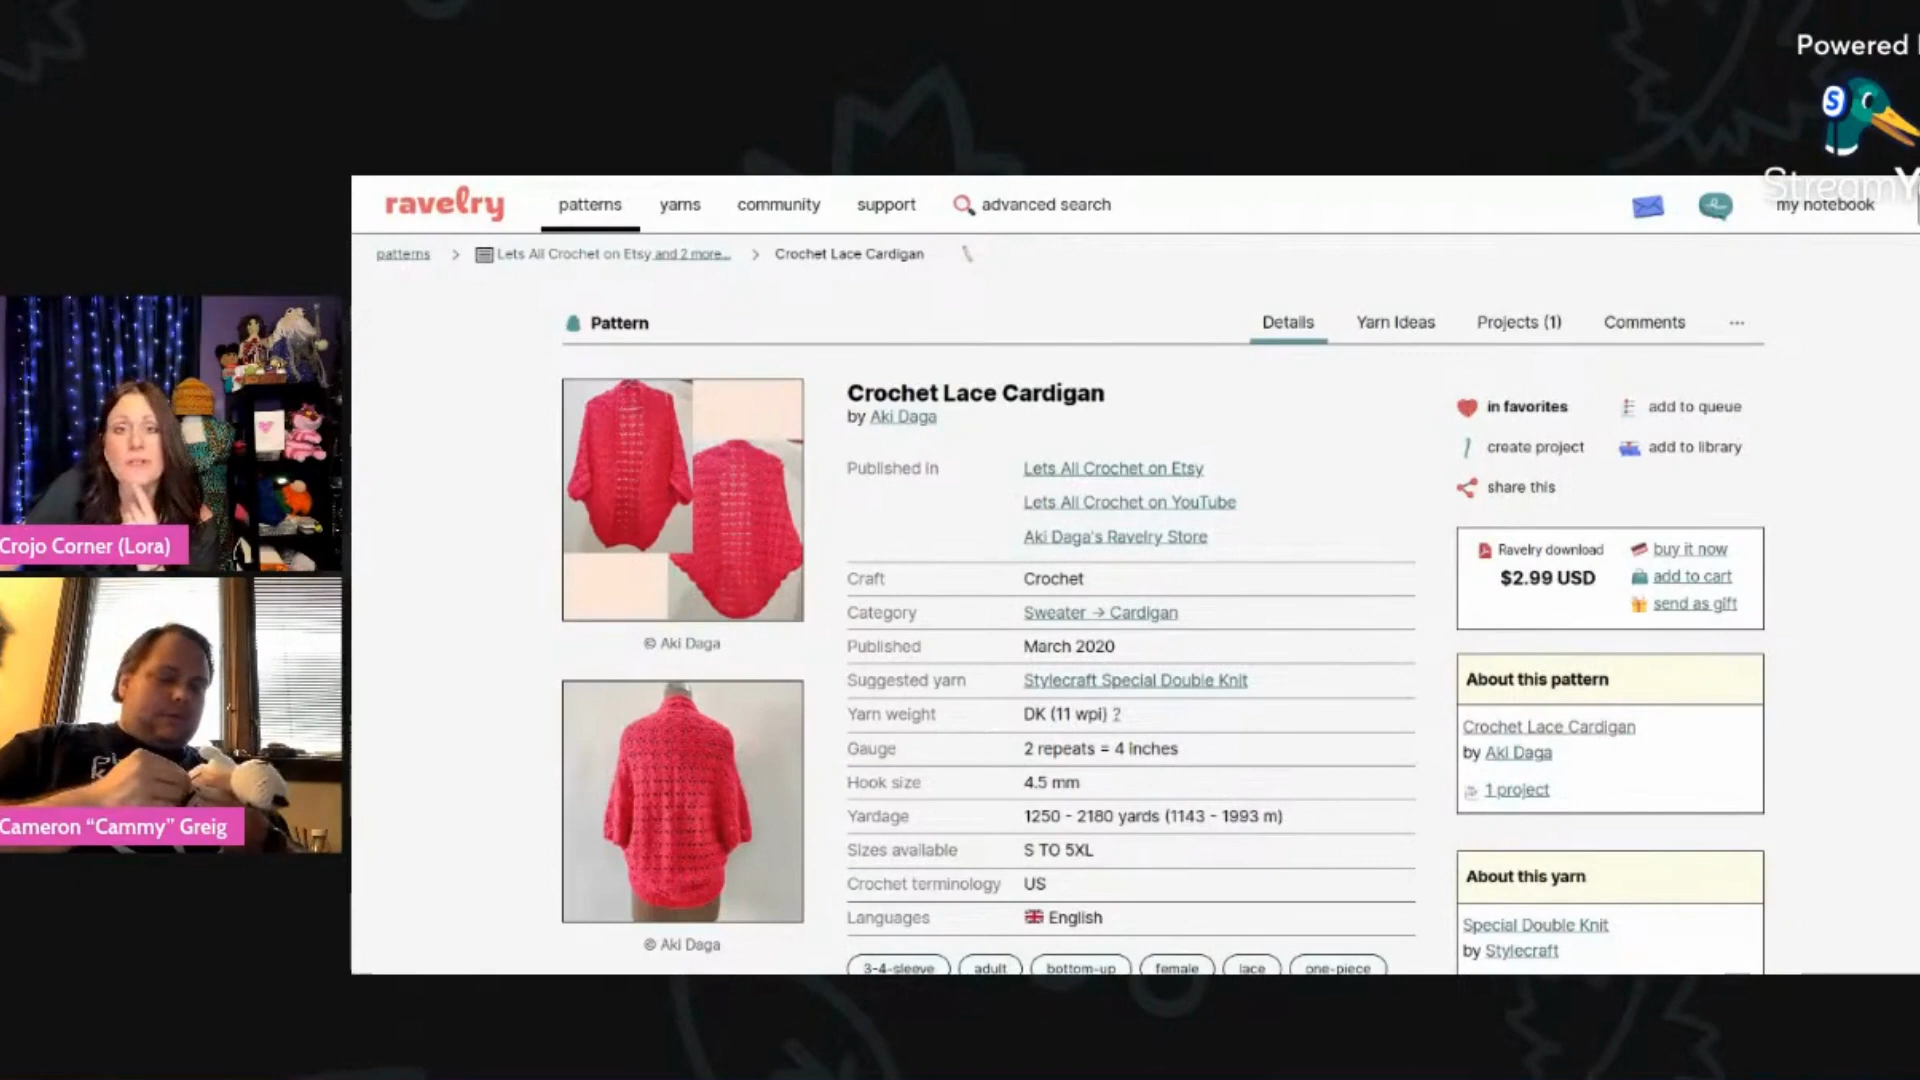 Powered
S
StreamY
ravelry
patterns
yarns
community
support
advanced search
my notebook
patterns > Lets All Crochet on Etsy and 2 more... > Crochet Lace Cardigan
Pattern
Details
Yarn Ideas
Projects (1)
Comments
...
Crochet Lace Cardigan
by Aki Daga
Published in Lets All Crochet on Etsy
Lets All Crochet on YouTube
Aki Daga's Ravelry Store
Craft Crochet
Category Sweater → Cardigan
Published March 2020
Suggested yarn Stylecraft Special Double Knit
Yarn weight DK (11 wpi) ?
Gauge 2 repeats = 4 inches
Hook size 4.5 mm
Yardage 1250 - 2180 yards (1143 - 1993 m)
Sizes available S TO 5XL
Crochet terminology US
Languages English
3-4-sleeve
adult
bottom-up
female
lace
one-piece
© Aki Daga
© Aki Daga
in favorites
add to queue
create project
add to library
share this
Ravelry download
$2.99 USD
buy it now
add to cart
send as gift
About this pattern
Crochet Lace Cardigan
by Aki Daga
1 project
About this yarn
Special Double Knit
by Stylecraft
Crojo Corner (Lora)
Cameron “Cammy” Greig